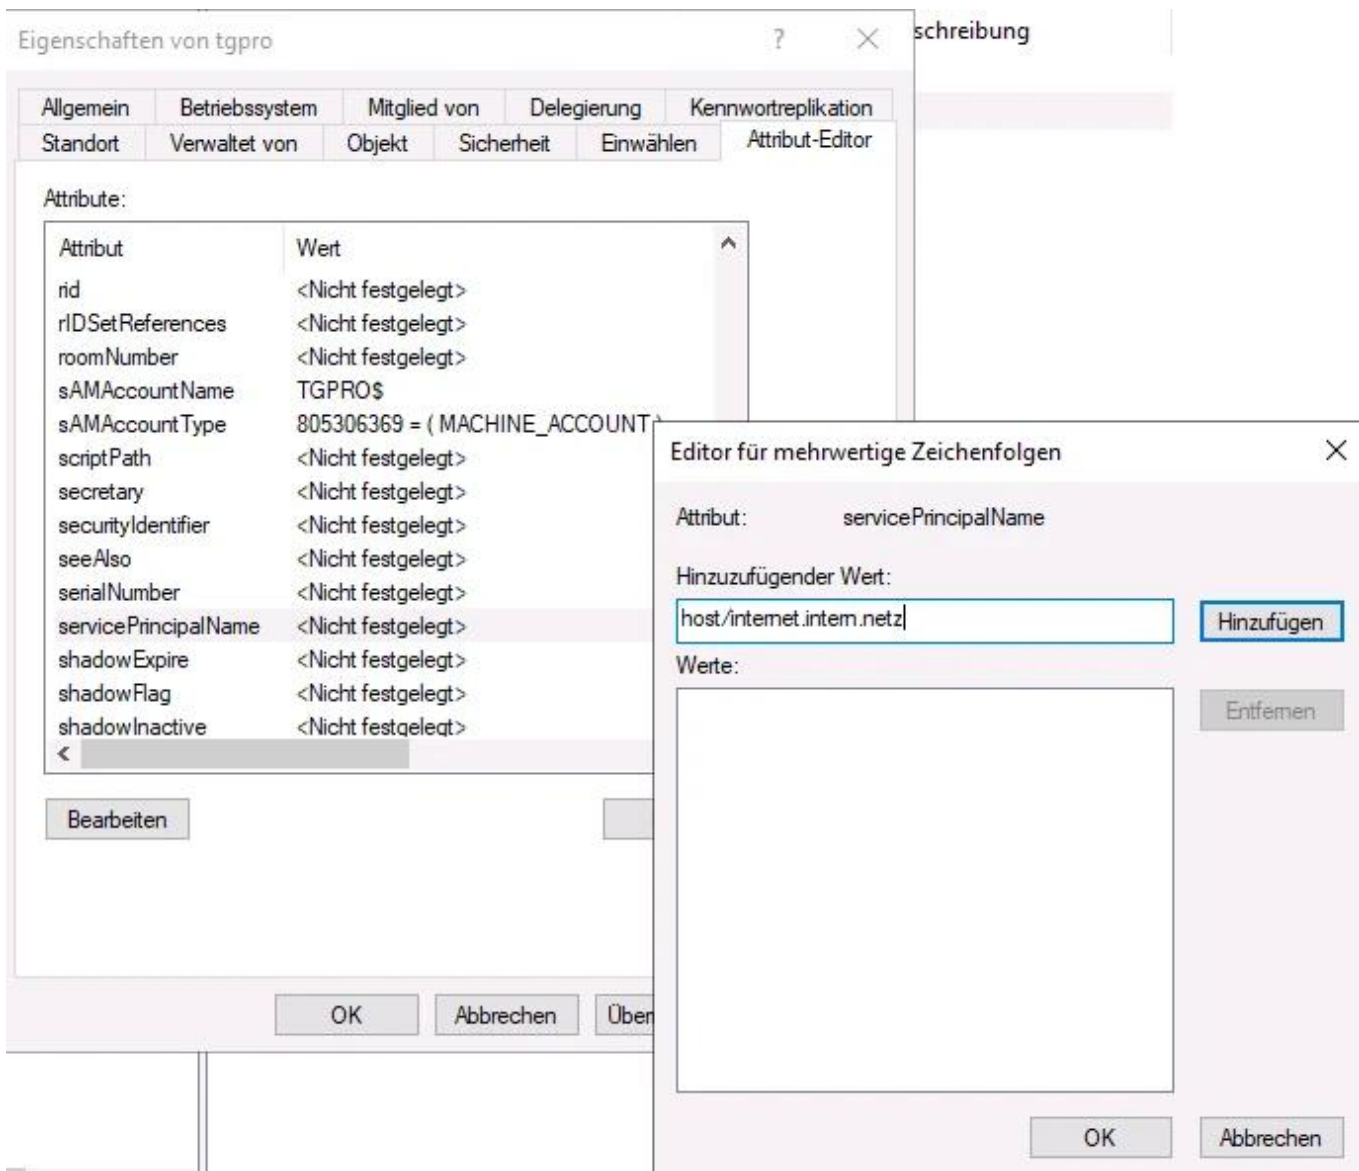 schreibung
Eigenschaften von tgpro ?
Allgemein Betriebssystem Mitglied von Delegierung Kennwortreplikation
Standort Verwaltet von Objekt Sicherheit Einwählen Attribut-Editor
Attribute:
Attribut Wert
rid <Nicht festgelegt>
rIDSetReferences <Nicht festgelegt>
roomNumber <Nicht festgelegt>
sAMAccountName TGPRO$
sAMAccountType 805306369 = ( MACHINE_ACCOUNT )
scriptPath <Nicht festgelegt>
secretary <Nicht festgelegt>
securityIdentifier <Nicht festgelegt>
seeAlso <Nicht festgelegt>
serialNumber <Nicht festgelegt>
servicePrincipalName <Nicht festgelegt>
shadowExpire <Nicht festgelegt>
shadowFlag <Nicht festgelegt>
shadowInactive <Nicht festgelegt>
Bearbeiten
OK Abbrechen Über
Editor für mehrwertige Zeichenfolgen
Attribut: servicePrincipalName
Hinzuzufügender Wert:
host/internet.intern.netz
Hinzufügen
Werte:
Entfernen
OK Abbrechen